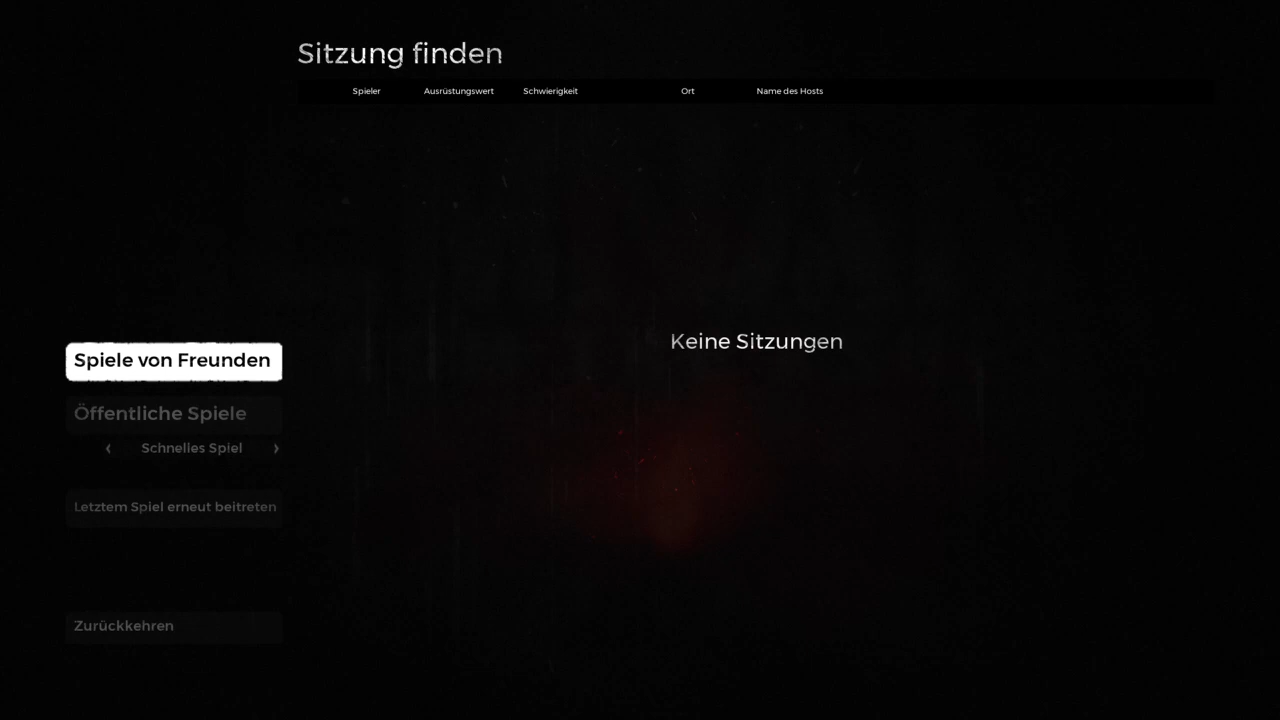 Sitzung finden
Spieler Ausrüstungswert Schwierigkeit Ort Name des Hosts
Keine Sitzungen
Spiele von Freunden
Öffentliche Spiele
‹ Schnelles Spiel ›
Letztem Spiel erneut beitreten
Zurückkehren